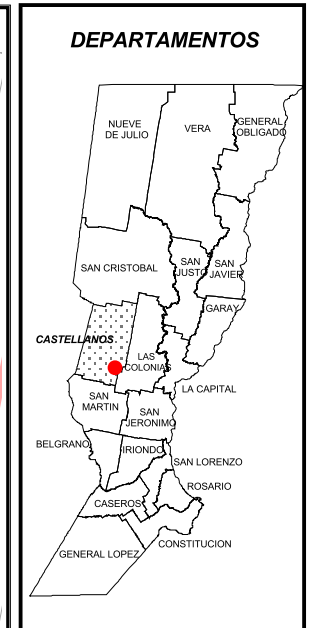 DEPARTAMENTOS
NUEVE
DE JULIO
VERA
GENERAL
OBLIGADO
SAN CRISTOBAL
SAN
JUSTO
SAN
JAVIER
GARAY
CASTELLANOS
LAS
COLONIAS
LA CAPITAL
SAN
MARTIN
SAN
JERONIMO
BELGRANO
IRIONDO
SAN LORENZO
ROSARIO
CASEROS
CONSTITUCION
GENERAL LOPEZ